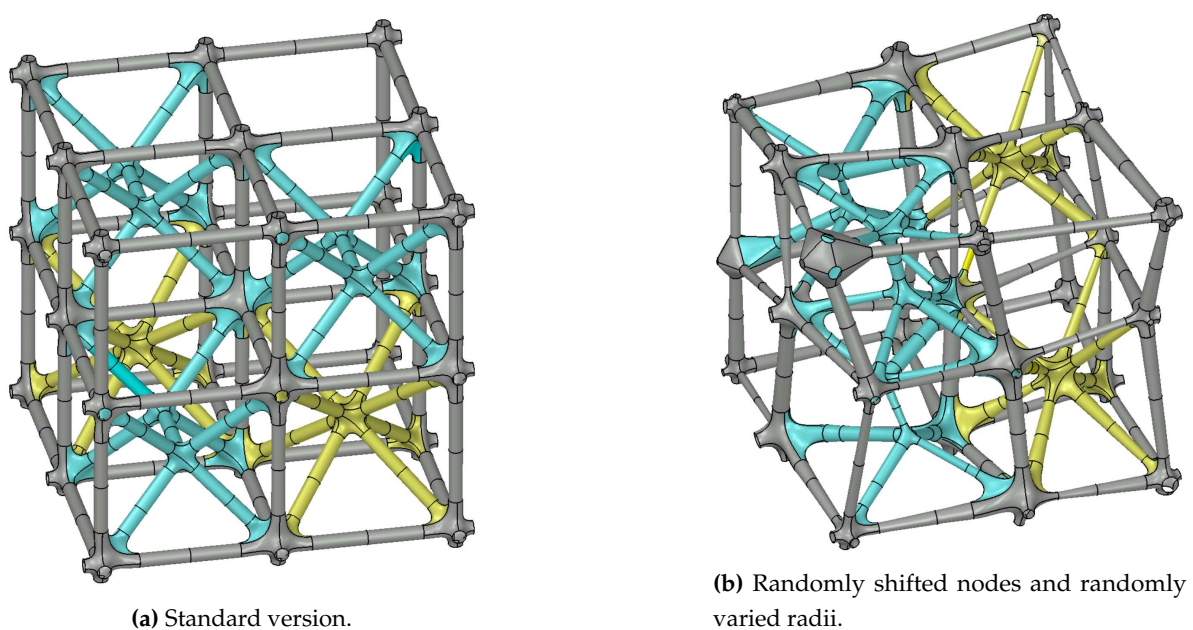 (a) Standard version.
(b) Randomly shifted nodes and randomly
varied radii.